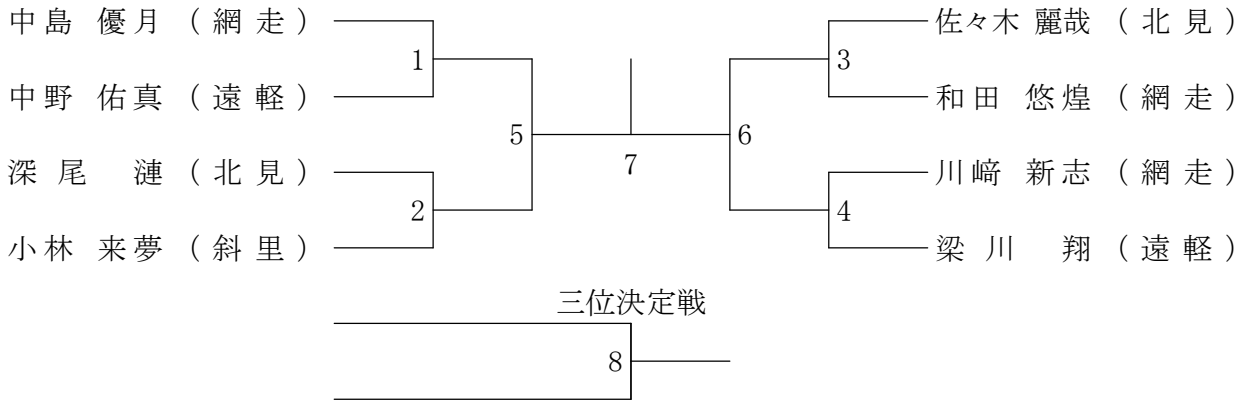 中島 優月 (網走)
1
中野 佑真 (遠軽)
5
深尾 漣 (北見)
2
小林 来夢 (斜里)
7
佐々木 麗哉 (北見)
3
和田 悠煌 (網走)
6
川﨑 新志 (網走)
4
梁川 翔 (遠軽)
三位決定戦
8